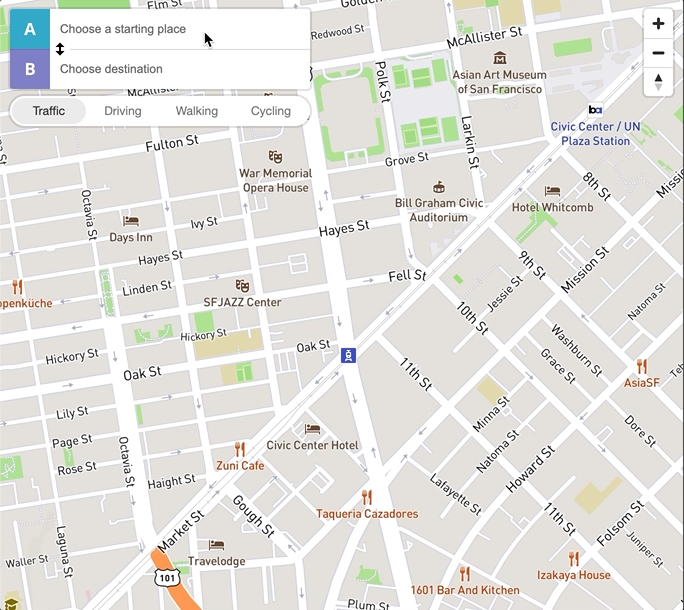 Elm St
Golden
A Choose a starting place
Redwood St
McAllister St
B Choose destination
McAllister
Asian Art Museum
of San Francisco
Polk St
Traffic Driving Walking Cycling
Larkin St
Civic Center / UN
Plaza Station
Fulton St
Grove St
War Memorial
Opera House
8th St
Missio
Octavia St
Bill Graham Civic
Auditorium
Hotel Whitcomb
Ivy St
Days Inn
Hayes St
Hayes St
9th St
Mission St
Linden St
Fell St
Jessie St
Natoma St
openküche
SFJAZZ Center
10th St
Hickory St
Oak St
Washburn St
Hickory St
Grace St
Oak St
11th St
AsiaSF
Minna St
Lily St
Dore St
Page St
Civic Center Hotel
Natoma St
Zuni Cafe
Howard St
Rose St
Octavia St
Haight St
Lafayette St
Taqueria Cazadores
Gough St
11th St
Folsom St
Market St
Laguna St
Juniper St
Waller St
Travelodge
101
Izakaya House
1601 Bar And Kitchen
Plum St